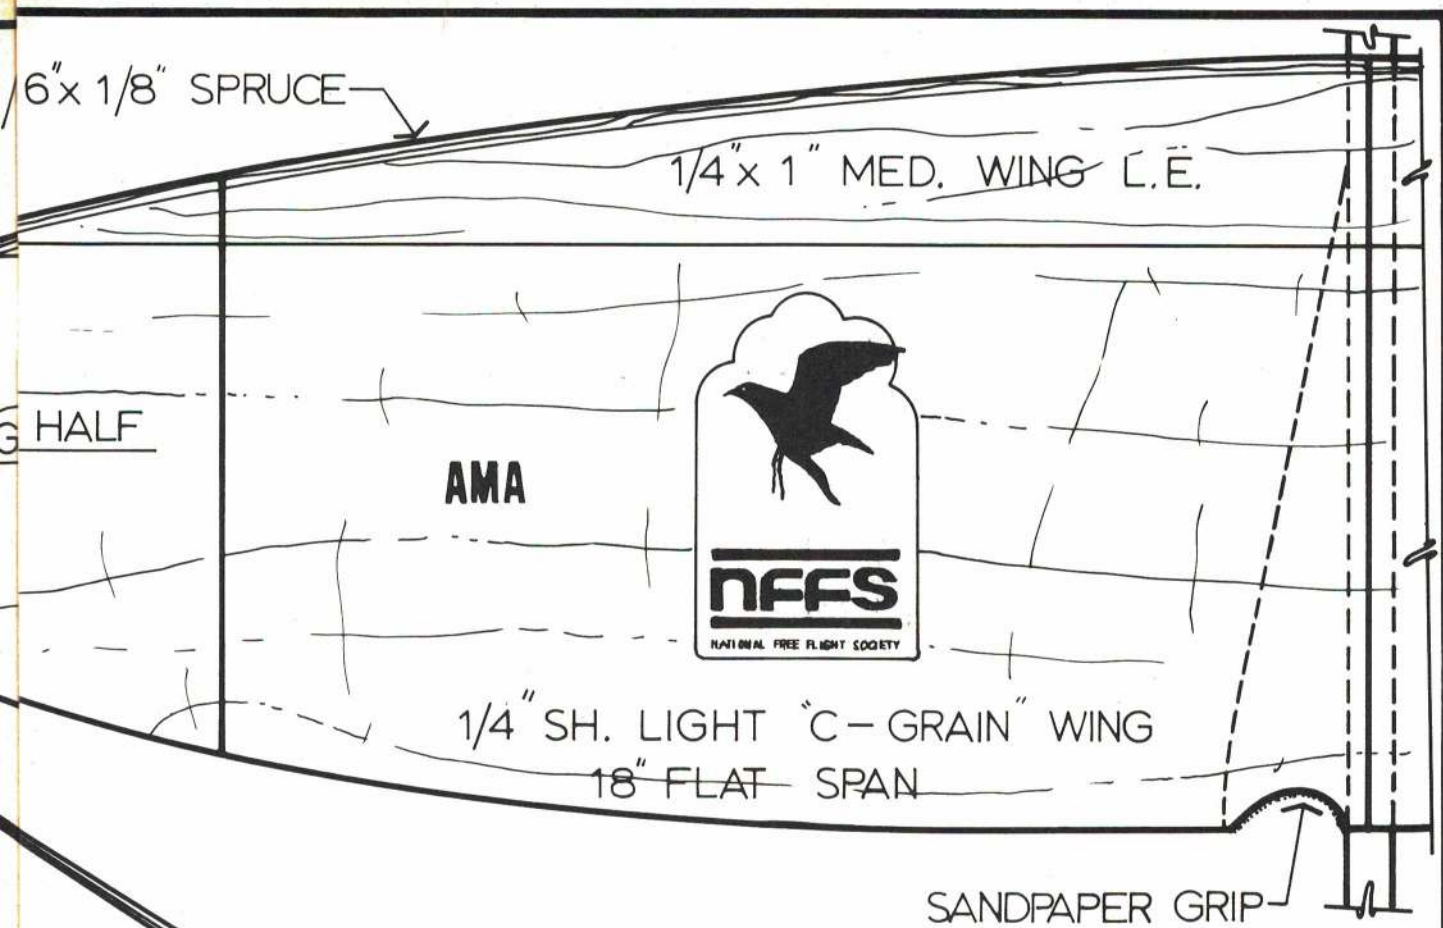 /6"x 1/8" SPRUCE
1/4"x 1" MED. WING L.E.
G HALF
AMA
NFFS
NATIONAL FREE FLIGHT SOCIETY
1/4" SH. LIGHT "C-GRAIN" WING
18" FLAT SPAN
SANDPAPER GRIP